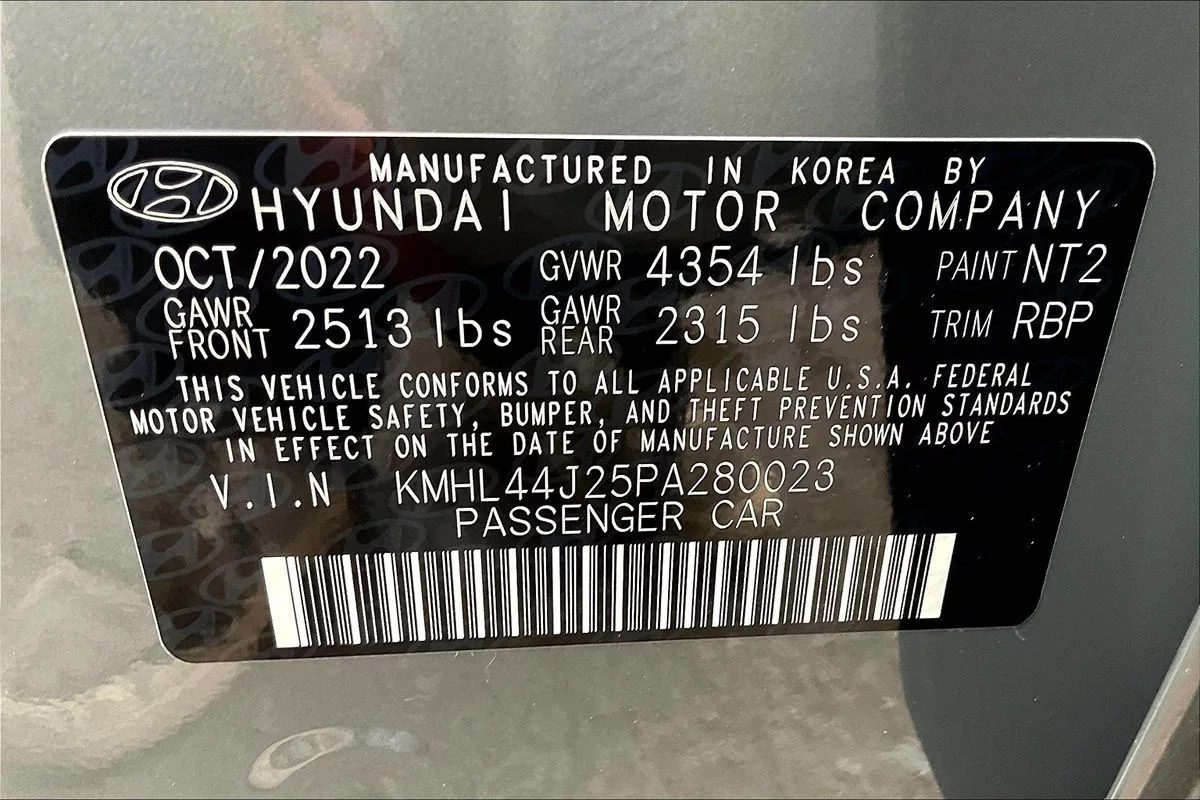 MANUFACTURED IN KOREA BY
HYUNDAI MOTOR COMPANY
OCT/2022 GVWR 4354 lbs PAINT NT2
GAWR FRONT 2513 lbs GAWR REAR 2315 lbs TRIM RBP
THIS VEHICLE CONFORMS TO ALL APPLICABLE U.S.A. FEDERAL
MOTOR VEHICLE SAFETY, BUMPER, AND THEFT PREVENTION STANDARDS
IN EFFECT ON THE DATE OF MANUFACTURE SHOWN ABOVE
V.I.N KMHL44J25PA280023
PASSENGER CAR